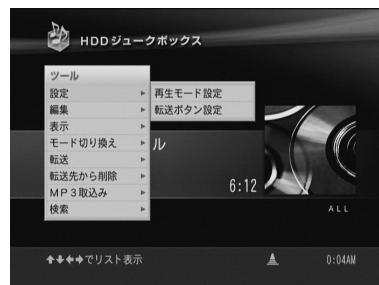 HDDジュークボックス
ツール
設定
編集
表示
モード切り換え
転送
転送先から削除
MP3取込み
検索
再生モード設定
転送ボタン設定
ル
6:12
ALL
↑↓←→でリスト表示
0:04AM